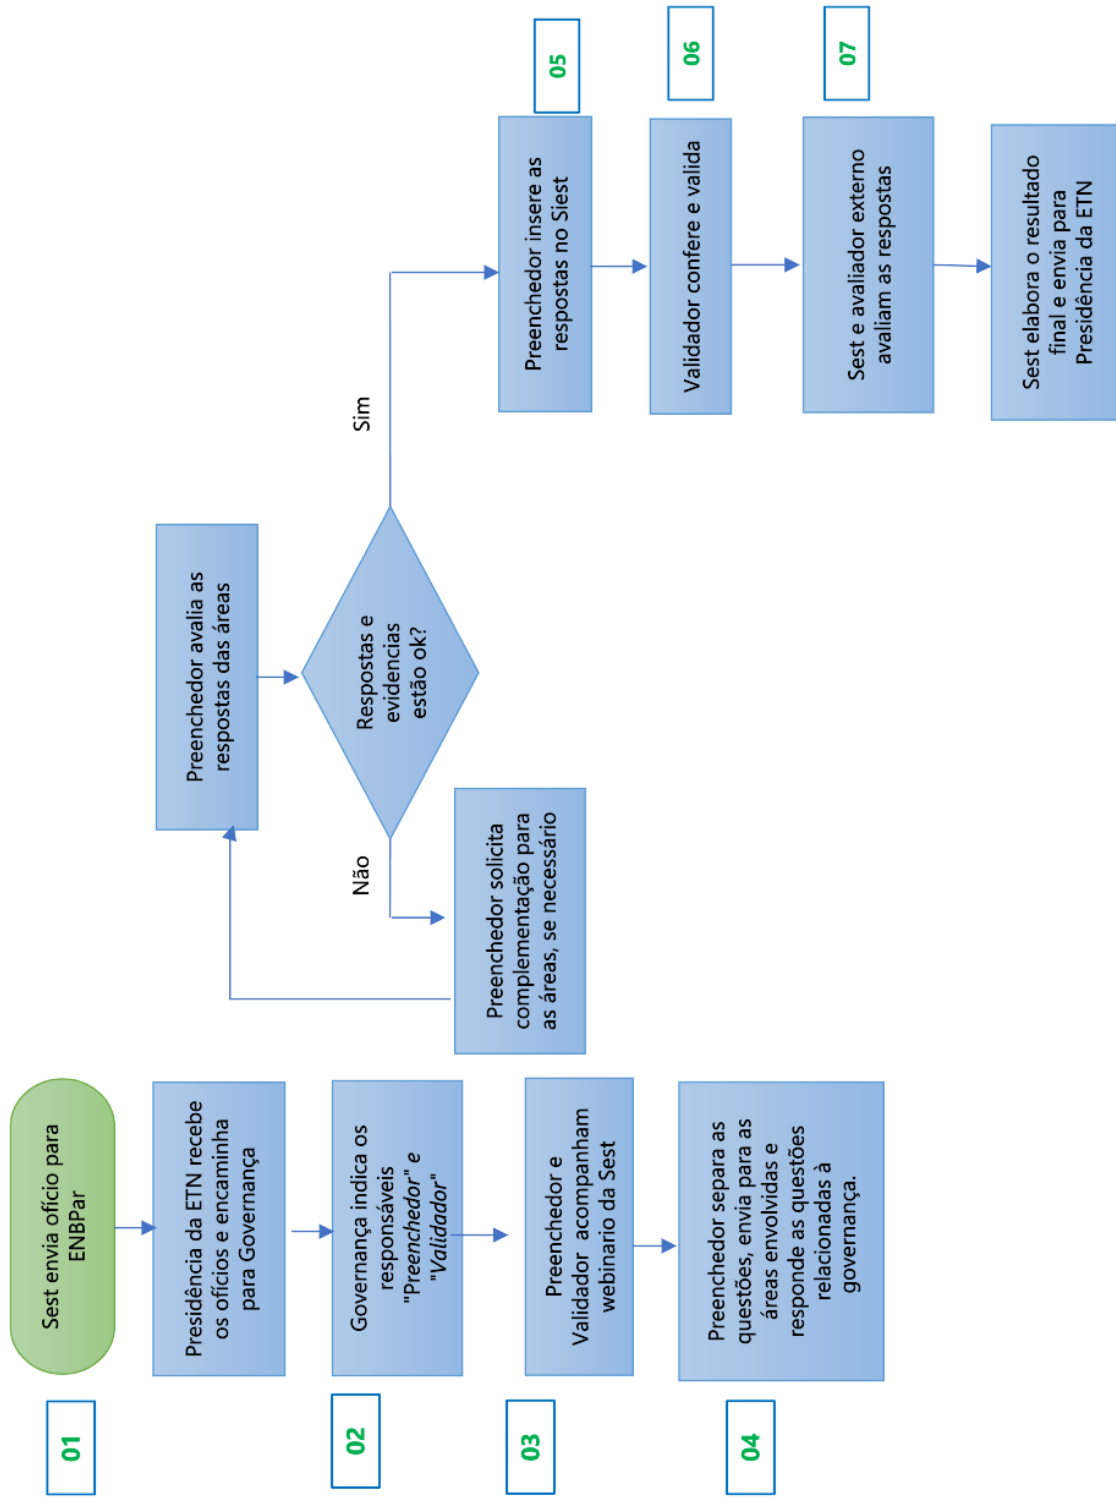 01
Sest envia ofício para
ENBPar
Presidência da ETN recebe
os ofícios e encaminha
para Governança
02
Governança indica os
responsáveis
"Preenchedor" e
"Validador"
03
Preenchedor e
Validador acompanham
webinario da Sest
04
Preenchedor separa as
questões, envia para as
áreas envolvidas e
responde as questões
relacionadas à
governança.
Preenchedor avalia as
respostas das áreas
Respostas e
evidencias
estão ok?
Não
Preenchedor solicita
complementação para
as áreas, se necessário
Sim
05
Preenchedor insere as
respostas no Siest
06
Validador confere e valida
07
Sest e avaliador externo
avaliam as respostas
Sest elabora o resultado
final e envia para
Presidência da ETN